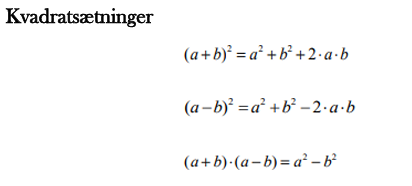 Kvadratsætninger
(a+b)² = a² + b² + 2·a·b
(a−b)² = a² + b² − 2·a·b
(a+b)·(a−b) = a² − b²